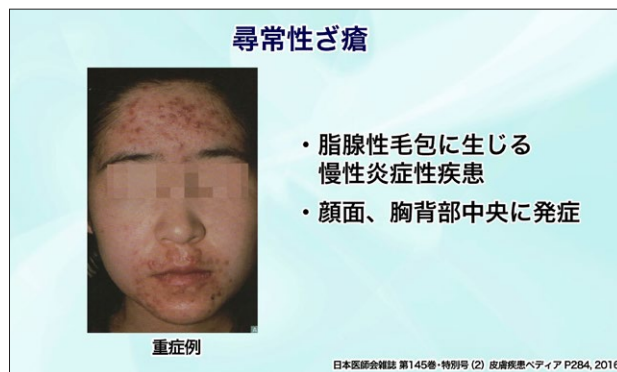 尋常性ざ瘡
・脂腺性毛包に生じる
慢性炎症性疾患
・顔面、胸背部中央に発症
重症例
日本医師会雑誌 第145巻・特別号(2) 皮膚疾患ペディア P284, 2016